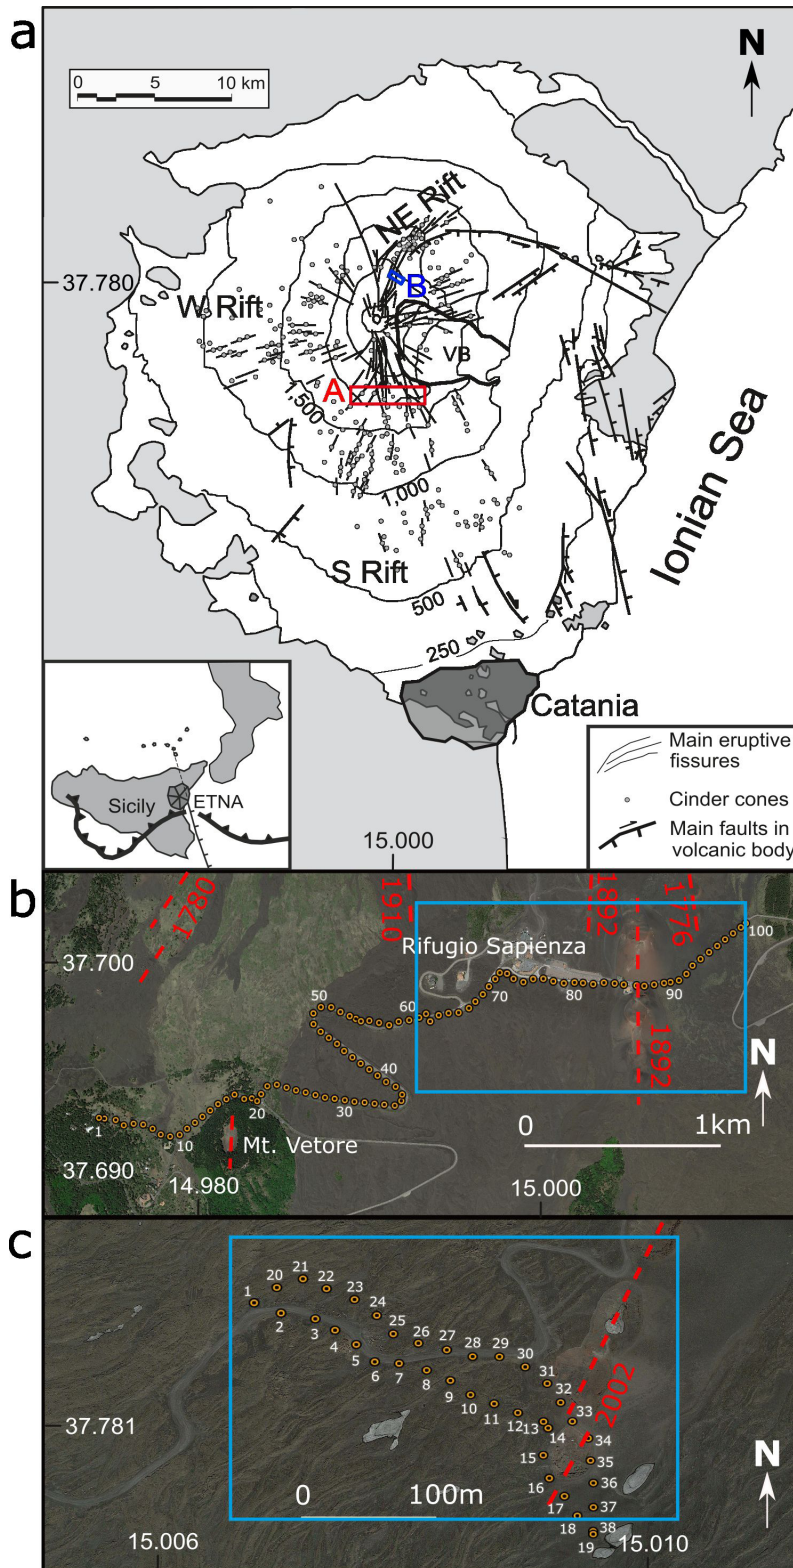 a
0 5 10 km
N
NE Rift
37.780
B
W Rift
VB
A
1,500
1,000
Ionian Sea
S Rift
500
250
Catania
Main eruptive
fissures
Cinder cones
Main faults in
volcanic body
Sicily
ETNA
15.000
b
1780
1910
1892
1776
100
Rifugio Sapienza
37.700
70
80
90
50
60
1892
40
N
20
30
1
10
Mt. Vetore
0 1km
37.690
14.980
15.000
c
21
20
22
1
23
24
2
25
3
26
4
27
28
29
5
30
6
7
31
8
32
9
2002
10
33
11
12
37.781
13
14
34
15
35
N
16
36
0 100m
17
37
18
38
19
15.006
15.010